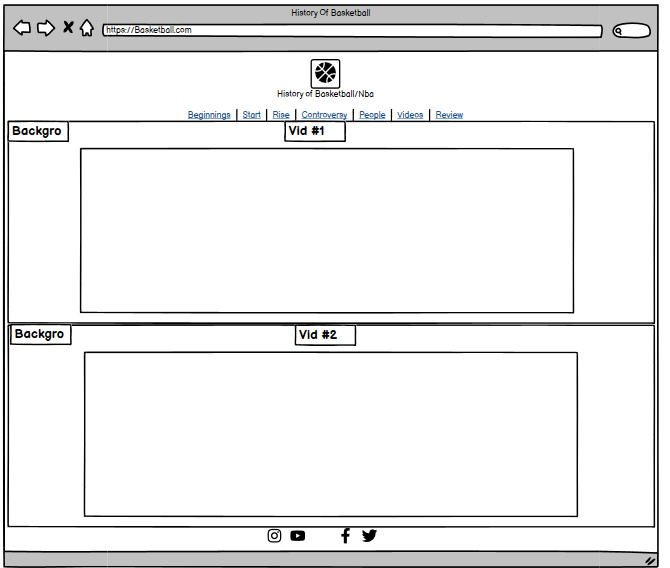 History Of Basketball
https://Basketball.com
History of Basketball/Nba
Beginnings | Start | Rise | Controversy | People | Videos | Review
Backgro Vid #1
Backgro Vid #2